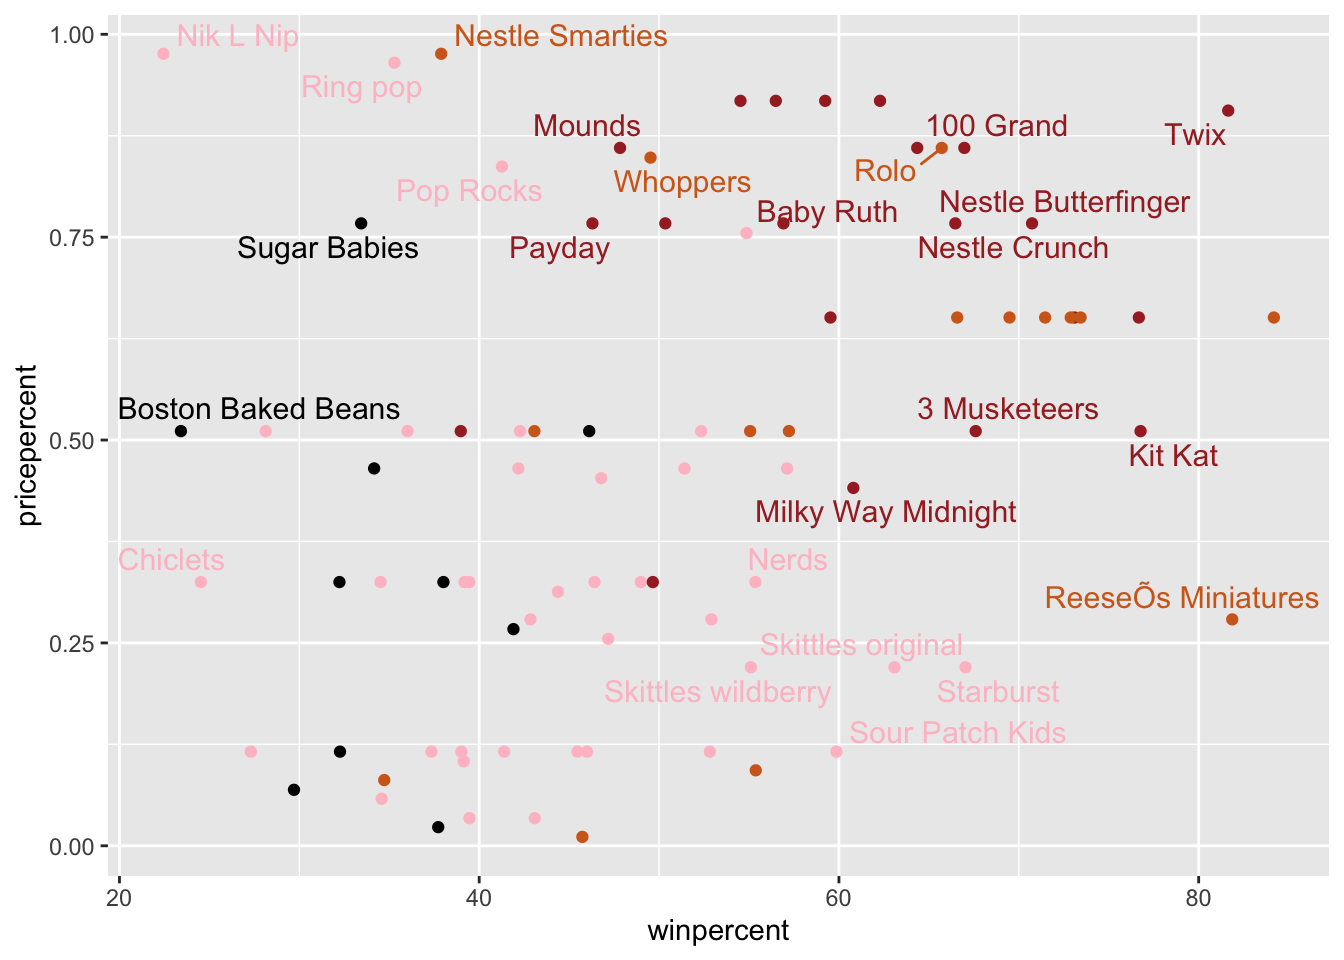 1.00
Nik L Nip
Nestle Smarties
Ring pop
Mounds
100 Grand
Twix
Whoppers
Rolo
Pop Rocks
Baby Ruth
Nestle Butterfinger
0.75
Sugar Babies
Payday
Nestle Crunch
Boston Baked Beans
3 Musketeers
0.50
Kit Kat
Milky Way Midnight
Chiclets
Nerds
ReeseÕs Miniatures
0.25
Skittles original
Skittles wildberry
Starburst
Sour Patch Kids
0.00
20
40
60
80
winpercent
pricepercent